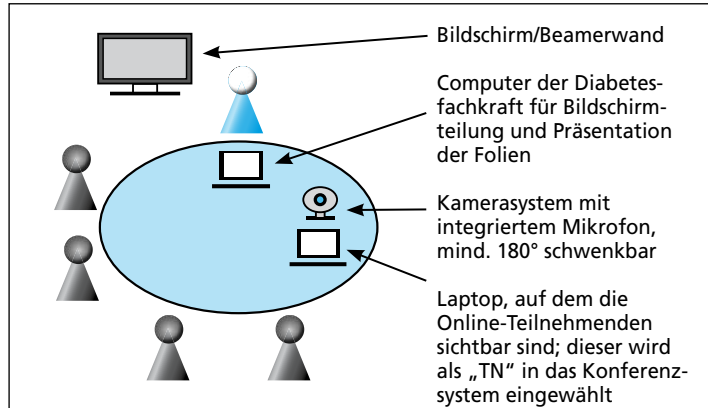 Bildschirm/Beamerwand
Computer der Diabetes-
fachkraft für Bildschirm-
teilung und Präsentation
der Folien
Kamerasystem mit
integriertem Mikrofon,
mind. 180° schwenkbar
Laptop, auf dem die
Online-Teilnehmenden
sichtbar sind; dieser wird
als „TN“ in das Konferenz-
system eingewählt